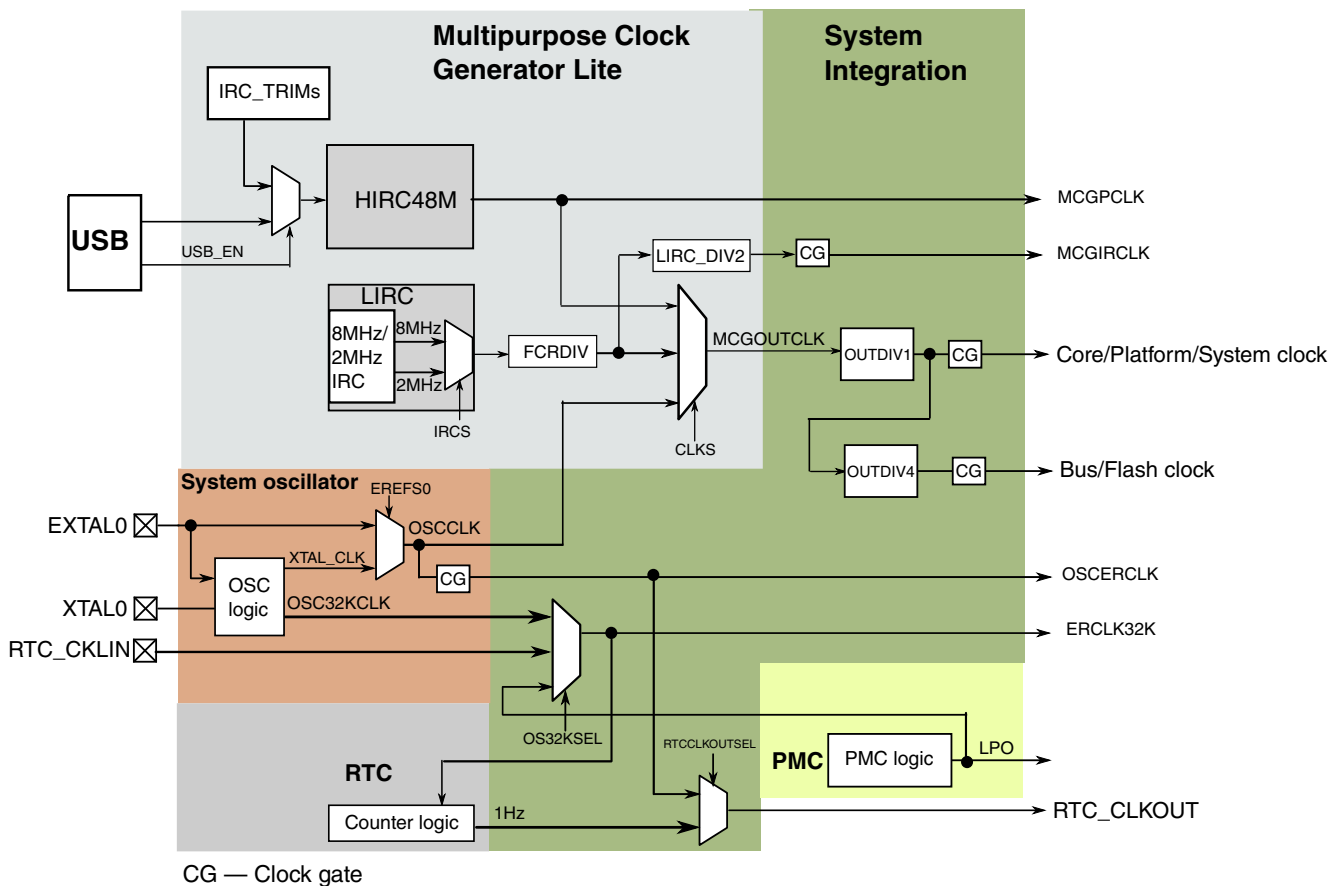 Multipurpose Clock
Generator Lite
System
Integration
IRC_TRIMs
HIRC48M
MCGPCLK
USB
USB_EN
LIRC_DIV2
CG
MCGIRCLK
LIRC
8MHz/
2MHz
IRC
8MHz
2MHz
FCRDIV
MCGOUTCLK
OUTDIV1
CG
Core/Platform/System clock
IRCS
CLKS
OUTDIV4
CG
Bus/Flash clock
System oscillator
EREFS0
EXTAL0
OSCCLK
XTAL_CLK
OSC
logic
CG
OSCERCLK
XTAL0
OSC32KCLK
ERCLK32K
RTC_CKLIN
OS32KSEL
RTCCLKOUTSEL
PMC
PMC logic
LPO
RTC
Counter logic
1Hz
RTC_CLKOUT
CG — Clock gate